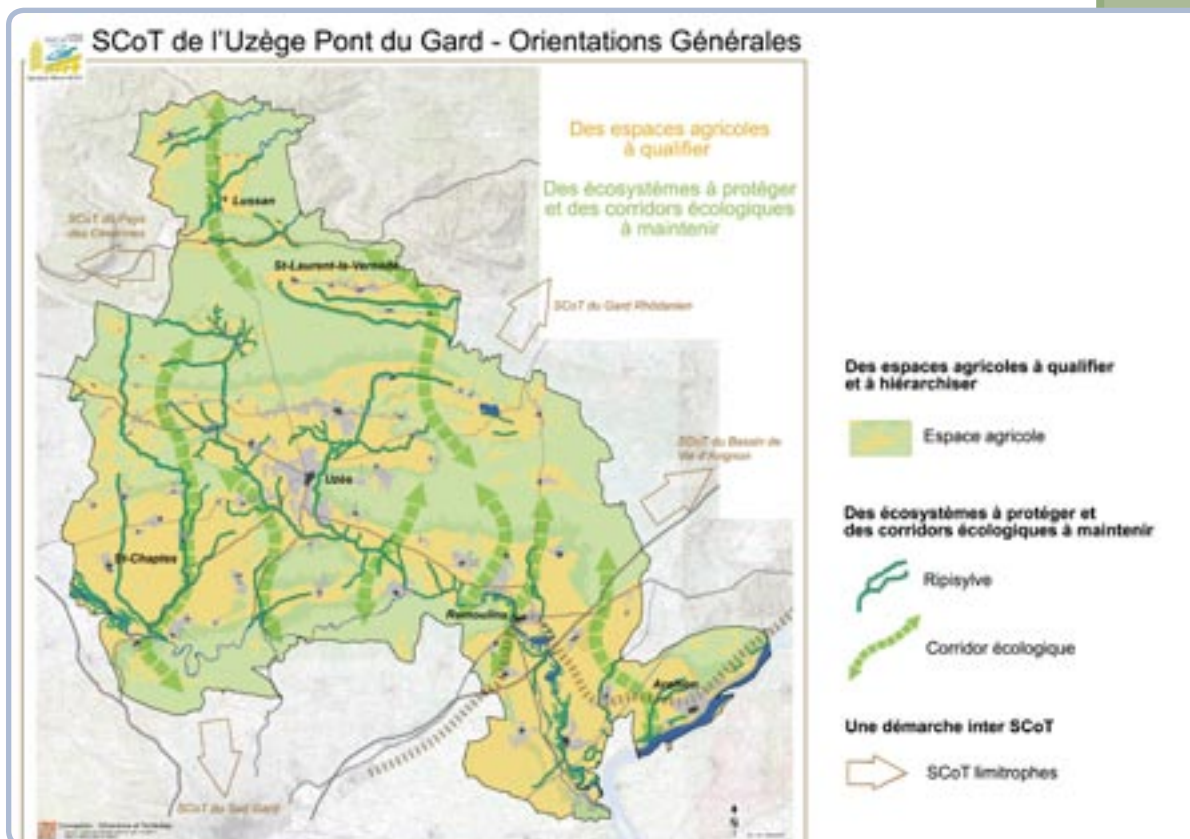 SCoT de l'Uzège Pont du Gard - Orientations Générales
Des espaces agricoles
à qualifier
Des écosystèmes à protéger
et des corridors écologiques
à maintenir
Lussan
SCoT du Pays
des Cévennes
St-Laurent-la-Vernède
SCoT du Gard Rhodanien
SCoT du Bassin de
Vie d'Avignon
Uzès
St-Chaptes
Remoulins
Aramon
SCoT du Sud Gard
Des espaces agricoles à qualifier
et à hiérarchiser
Espace agricole
Des écosystèmes à protéger et
des corridors écologiques à maintenir
Ripisylve
Corridor écologique
Une démarche inter SCoT
SCoT limitrophes